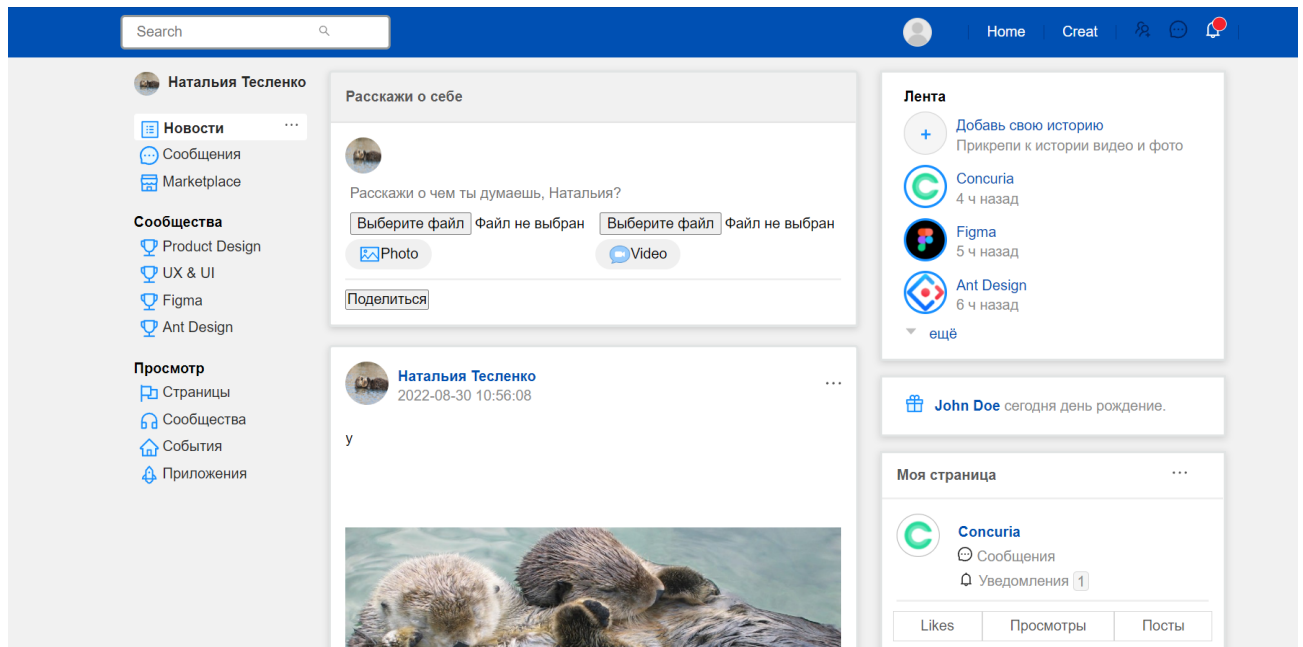 Search
Home
Creat
Наталья Тесленко
Новости
Сообщения
Marketplace
Сообщества
Product Design
UX & UI
Figma
Ant Design
Просмотр
Страницы
Сообщества
События
Приложения
Расскажи о себе
Расскажи о чем ты думаешь, Наталья?
Выберите файл Файл не выбран
Выберите файл Файл не выбран
Photo
Video
Поделиться
Наталья Тесленко
2022-08-30 10:56:08
у
Лента
Добавь свою историю
Прикрепи к истории видео и фото
Concuria
4 ч назад
Figma
5 ч назад
Ant Design
6 ч назад
ещё
John Doe сегодня день рождение.
Моя страница
Concuria
Сообщения
Уведомления 1
Likes
Просмотры
Посты